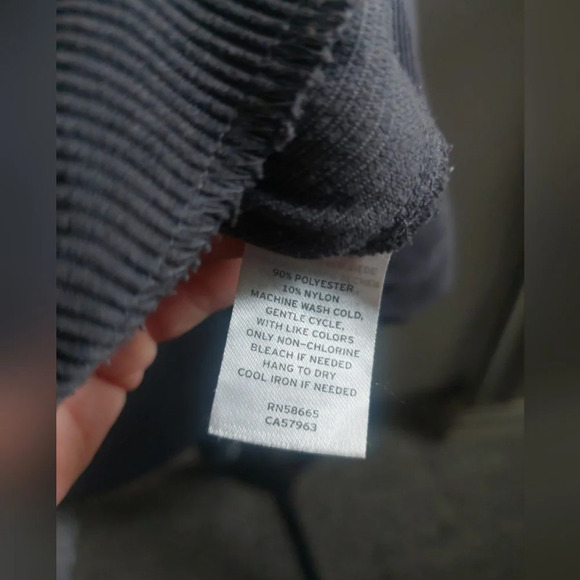 90% POLYESTER
10% NYLON
MACHINE WASH COLD,
GENTLE CYCLE,
WITH LIKE COLORS
ONLY NON-CHLORINE
BLEACH IF NEEDED
HANG TO DRY
COOL IRON IF NEEDED
RN58665
CA57963